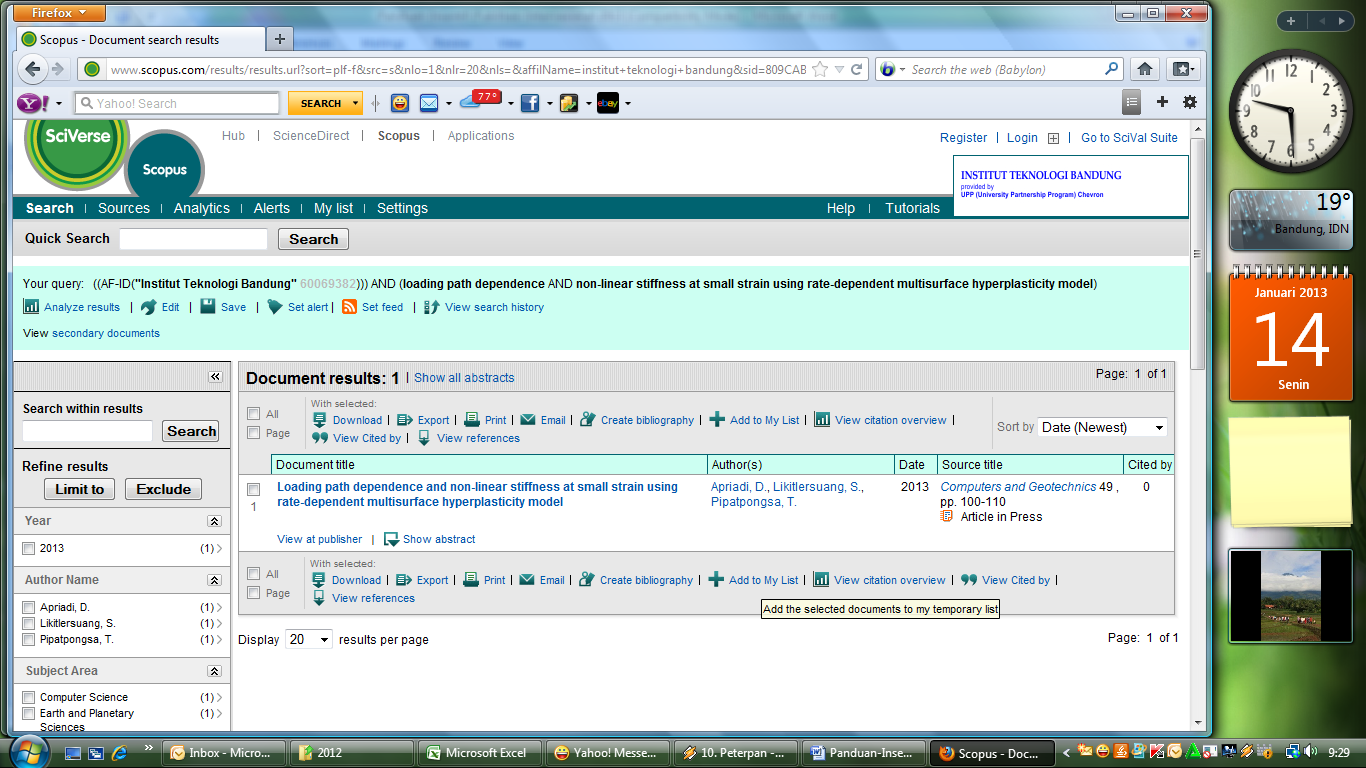 Firefox
Scopus - Document search results
www.scopus.com/results/results.url?sort=plf-f&src=s&nlo=1&nlr=20&nls=&affilName=institut+teknologi+bandung&sid=809CAB
Search the web (Babylon)
Y!
Yahoo! Search
SEARCH
77°
ebay
SciVerse
Scopus
Hub | ScienceDirect | Scopus | Applications
Register | Login | Go to SciVal Suite
INSTITUT TEKNOLOGI BANDUNG
provided by
UPP (University Partnership Program) Chevron
Search | Sources | Analytics | Alerts | My list | Settings
Help | Tutorials
Quick Search
Search
Your query: ((AF-ID("Institut Teknologi Bandung" 60069382))) AND (loading path dependence AND non-linear stiffness at small strain using rate-dependent multisurface hyperplasticity model)
Analyze results | Edit | Save | Set alert | Set feed | View search history
View secondary documents
Search within results
Search
Refine results
Limit to
Exclude
Year
2013 (1)
Author Name
Apriadi, D. (1)
Likitlersuang, S. (1)
Pipatpongsa, T. (1)
Subject Area
Computer Science (1)
Earth and Planetary (1)
Sciences
Document results: 1 | Show all abstracts
Page: 1 of 1
All
Page
With selected:
Download | Export | Print | Email | Create bibliography | Add to My List | View citation overview |
View Cited by | View references
Sort by Date (Newest)
Document title
Author(s)
Date
Source title
Cited by
1
Loading path dependence and non-linear stiffness at small strain using
rate-dependent multisurface hyperplasticity model
Apriadi, D., Likitlersuang, S.,
Pipatpongsa, T.
2013
Computers and Geotechnics 49 ,
pp. 100-110
Article in Press
0
View at publisher | Show abstract
All
Page
With selected:
Download | Export | Print | Email | Create bibliography | Add to My List | View citation overview | View Cited by |
View references
Add the selected documents to my temporary list
Display 20 results per page
Page: 1 of 1
12
1
2
3
4
5
6
7
8
9
10
11
19°
Bandung, IDN
Januari 2013
14
Senin
Inbox - Micro...
2012
Microsoft Excel
Yahoo! Messe...
10. Peterpan - ...
Panduan-Inse...
Scopus - Doc...
9:29